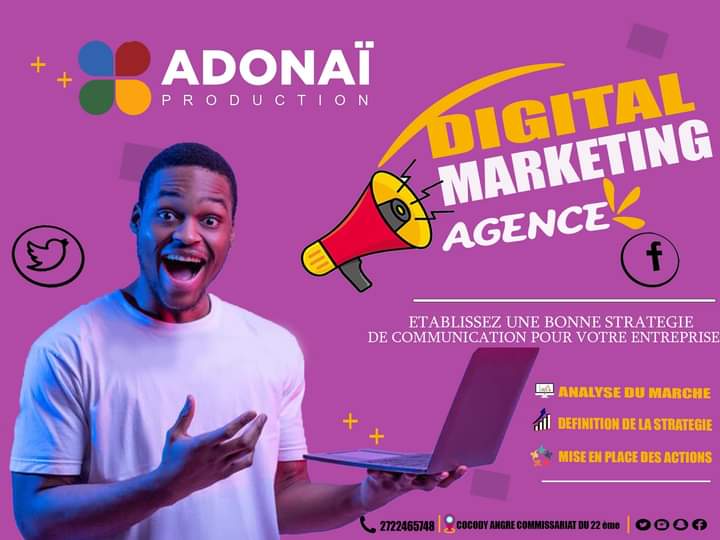 ADONAÏ
PRODUCTION
DIGITAL
MARKETING
AGENCE
ETABLISSEZ UNE BONNE STRATEGIE
DE COMMUNICATION POUR VOTRE ENTREPRISE
ANALYSE DU MARCHE
DEFINITION DE LA STRATEGIE
MISE EN PLACE DES ACTIONS
2722465748 COCODY ANGRE COMMISSARIAT DU 22 éme